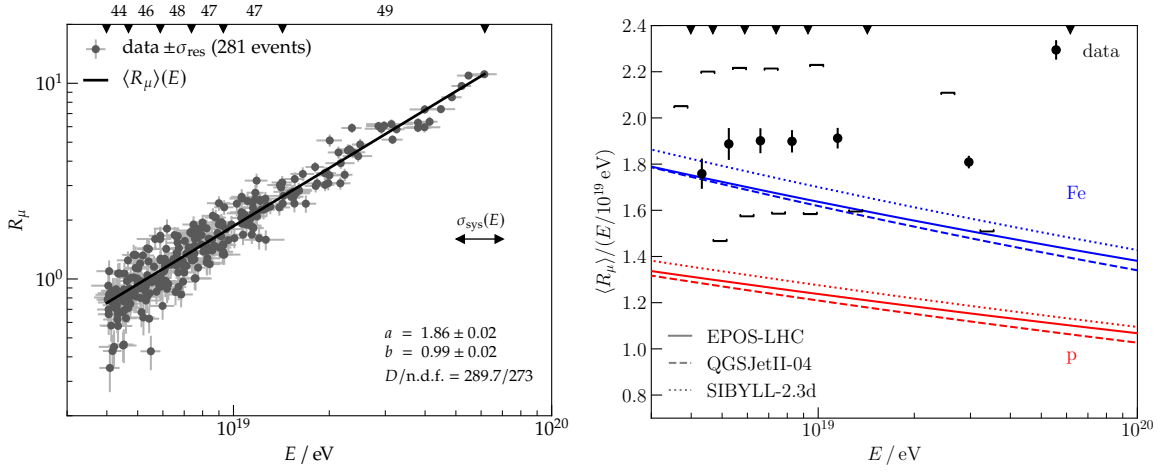 44 46 48 47 47 49
data ±σres (281 events)
⟨Rμ⟩(E)
10¹
10⁰
Rμ
σsys(E)
a = 1.86 ± 0.02
b = 0.99 ± 0.02
D/n.d.f. = 289.7/273
10¹⁹ 10²⁰
E / eV
2.4
2.2
2.0
1.8
1.6
1.4
1.2
1.0
0.8
⟨Rμ⟩/(E/10¹⁹ eV)
data
Fe
p
EPOS-LHC
QGSJetII-04
SIBYLL-2.3d
10¹⁹ 10²⁰
E / eV